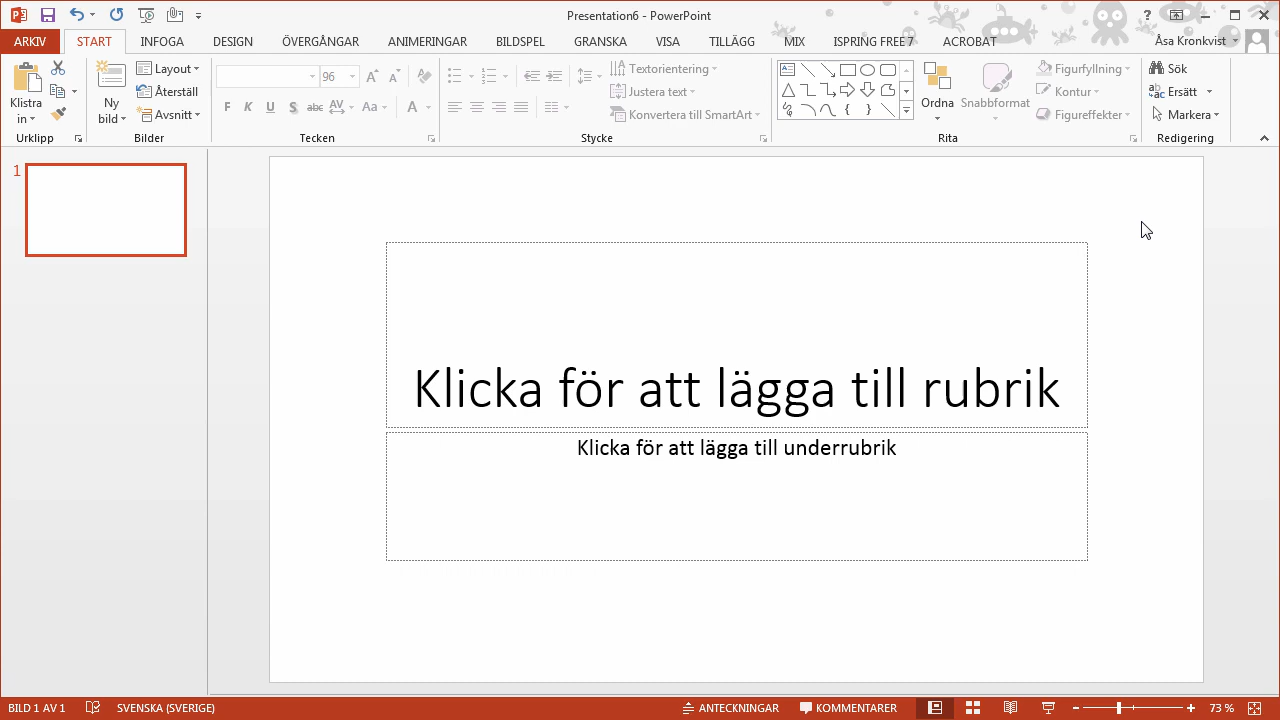 Presentation6 - PowerPoint
?
ARKIV START INFOGA DESIGN ÖVERGÅNGAR ANIMERINGAR BILDSPEL GRANSKA VISA TILLÄGG MIX ISPRING FREE 7 ACROBAT Åsa Kronkvist
Klistra in
Urklipp
Ny bild
Layout
Återställ
Avsnitt
Bilder
96
F K U S abc AV Aa A
Tecken
Textorientering
Justera text
Konvertera till SmartArt
Stycke
Ordna
Snabbformat
Figurfyllning
Kontur
Figureffekter
Rita
Sök
Ersätt
Markera
Redigering
1
Klicka för att lägga till rubrik
Klicka för att lägga till underrubrik
BILD 1 AV 1 SVENSKA (SVERIGE) ANTECKNINGAR KOMMENTARER 73 %